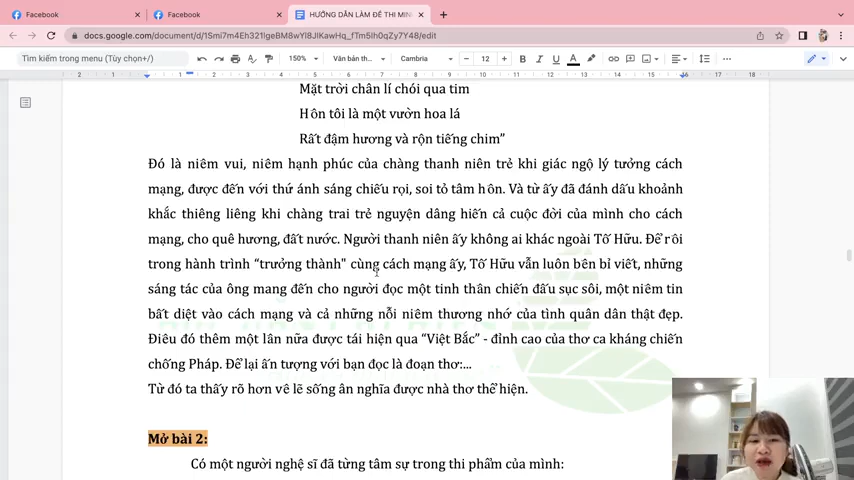 Facebook
Facebook
HƯỚNG DẪN LÀM ĐỀ THI MIN
docs.google.com/document/d/1Smi7m4Eh321lgeBM8wYl8JIKamHq_fTm5Ih0qZy7Y48/edit
Tìm kiếm trong menu (Tùy chọn+/)
150%
Văn bản th...
Cambria
12
Mặt trời chân lí chói qua tim
Hồn tôi là một vườn hoa lá
Rất đậm hương và rộn tiếng chim”
Đó là niềm vui, niềm hạnh phúc của chàng thanh niên trẻ khi giác ngộ lý tưởng cách
mạng, được đến với thứ ánh sáng chiếu rọi, soi tỏ tâm hồn. Và từ ấy đã đánh dấu khoảnh
khắc thiêng liêng khi chàng trai trẻ nguyện dâng hiến cả cuộc đời của mình cho cách
mạng, cho quê hương, đất nước. Người thanh niên ấy không ai khác ngoài Tố Hữu. Để rồi
trong hành trình “trưởng thành" cùng cách mạng ấy, Tố Hữu vẫn luôn bền bỉ viết, những
sáng tác của ông mang đến cho người đọc một tinh thần chiến đấu sục sôi, một niềm tin
bất diệt vào cách mạng và cả những nỗi niềm thương nhớ của tình quân dân thật đẹp.
Điều đó thêm một lần nữa được tái hiện qua “Việt Bắc” - đỉnh cao của thơ ca kháng chiến
chống Pháp. Để lại ấn tượng với bạn đọc là đoạn thơ:...
Từ đó ta thấy rõ hơn về lẽ sống ân nghĩa được nhà thơ thể hiện.
Mở bài 2:
Có một người nghệ sĩ đã từng tâm sự trong thi phẩm của mình: